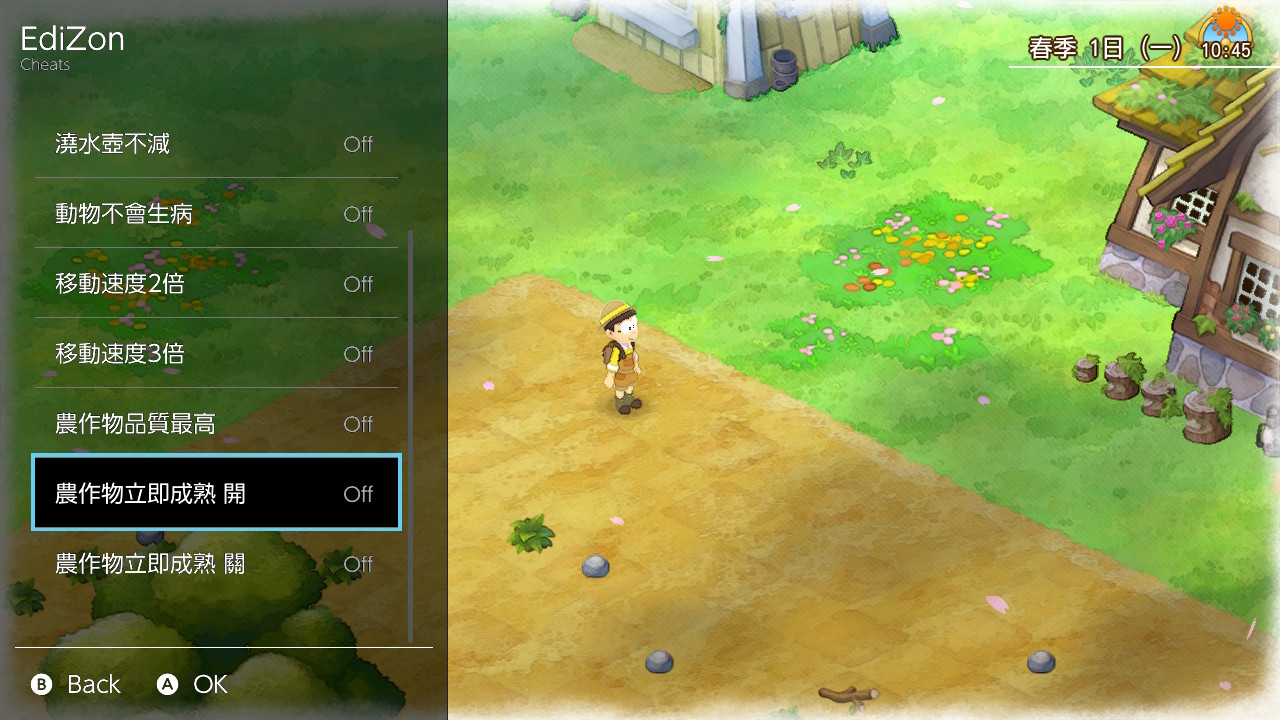 EdiZon
Cheats
春季 1日 (一) 10:45
澆水壺不減 Off
動物不會生病 Off
移動速度2倍 Off
移動速度3倍 Off
農作物品質最高 Off
農作物立即成熟 開 Off
農作物立即成熟 關 Off
B Back A OK